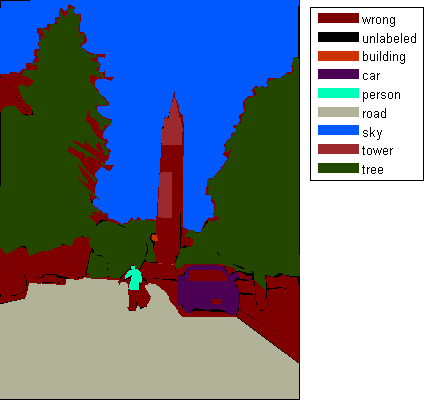 wrong
unlabeled
building
car
person
road
sky
tower
tree